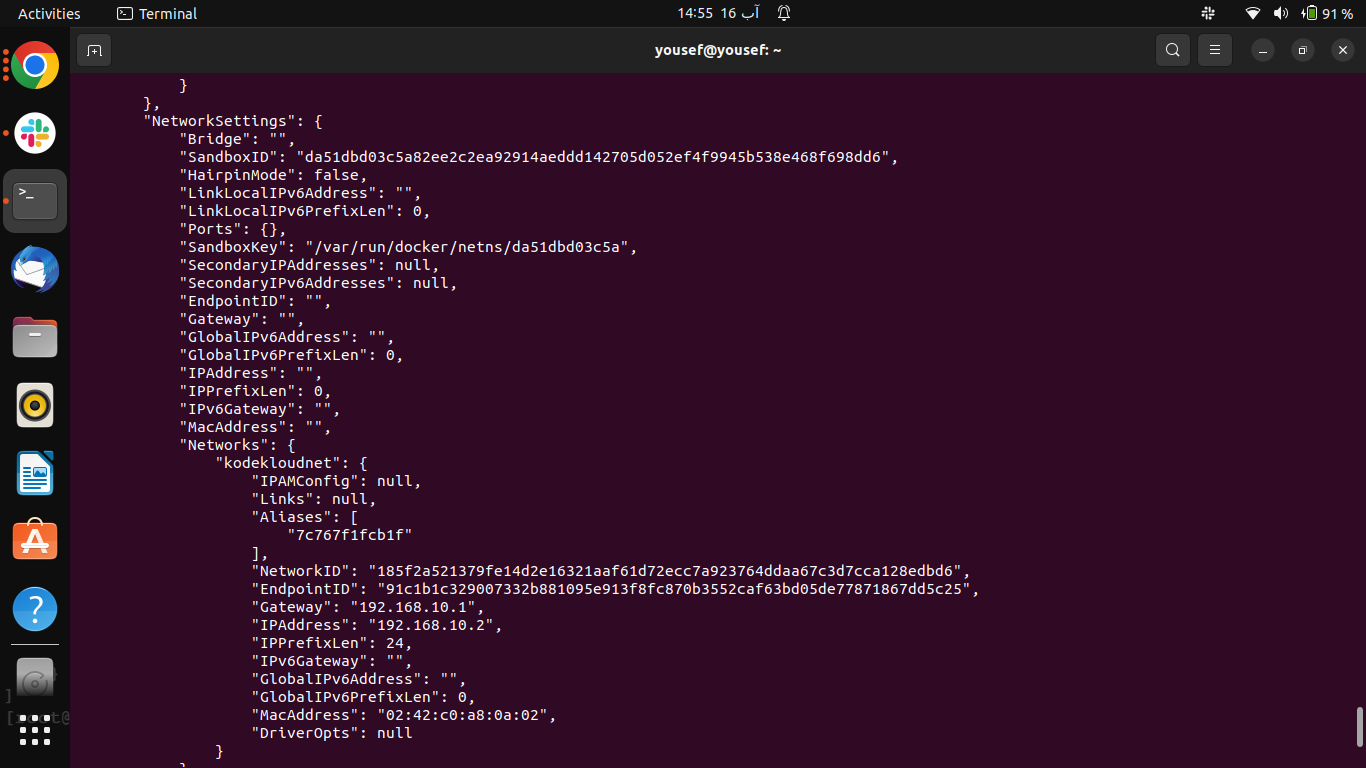 Activities
Terminal
14:55 16 آب
91 %
yousef@yousef: ~
}
},
"NetworkSettings": {
"Bridge": "",
"SandboxID": "da51dbd03c5a82ee2c2ea92914aeddd142705d052ef4f9945b538e468f698dd6",
"HairpinMode": false,
"LinkLocalIPv6Address": "",
"LinkLocalIPv6PrefixLen": 0,
"Ports": {},
"SandboxKey": "/var/run/docker/netns/da51dbd03c5a",
"SecondaryIPAddresses": null,
"SecondaryIPv6Addresses": null,
"EndpointID": "",
"Gateway": "",
"GlobalIPv6Address": "",
"GlobalIPv6PrefixLen": 0,
"IPAddress": "",
"IPPrefixLen": 0,
"IPv6Gateway": "",
"MacAddress": "",
"Networks": {
"kodekloudnet": {
"IPAMConfig": null,
"Links": null,
"Aliases": [
"7c767f1fcb1f"
],
"NetworkID": "185f2a521379fe14d2e16321aaf61d72ecc7a923764ddaa67c3d7cca128edbd6",
"EndpointID": "91c1b1c329007332b881095e913f8fc870b3552caf63bd05de77871867dd5c25",
"Gateway": "192.168.10.1",
"IPAddress": "192.168.10.2",
"IPPrefixLen": 24,
"IPv6Gateway": "",
"GlobalIPv6Address": "",
"GlobalIPv6PrefixLen": 0,
"MacAddress": "02:42:c0:a8:0a:02",
"DriverOpts": null
}